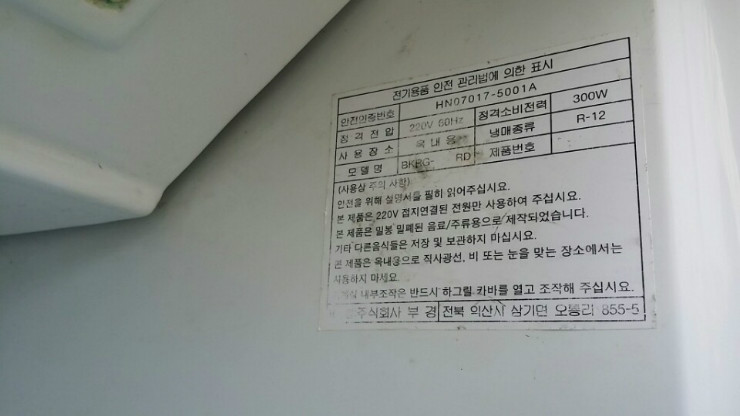 전기용품 안전 관리법에 의한 표시
안전인증번호 HN07017-5001A
정격전압 220V 60Hz 정격소비전력 300W
사용장소 옥내용 냉매종류 R-12
모델명 BKRG- RD 제품번호
(사용상 주의 사항)
안전을 위해 설명서를 필히 읽어주십시요.
본 제품은 220V 접지연결된 전원만 사용하여 주십시요.
본 제품은 밀봉 밀폐된 음료/주류용으로 제작되었습니다.
기타 다른음식들은 저장 및 보관하지 마십시요.
본 제품은 옥내용으로 직사광선, 비 또는 눈을 맞는 장소에서는
사용하지 마세요.
내부조작은 반드시 하그릴 카바를 열고 조작해 주십시요.
주식회사 부경 전북 익산시 삼기면 오룡리 855-5